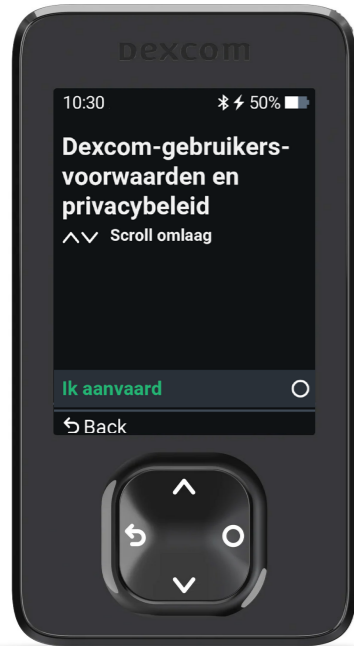 Dexcom
10:30 50%
Dexcom-gebruikers-
voorwaarden en
privacybeleid
Scroll omlaag
Ik aanvaard
Back